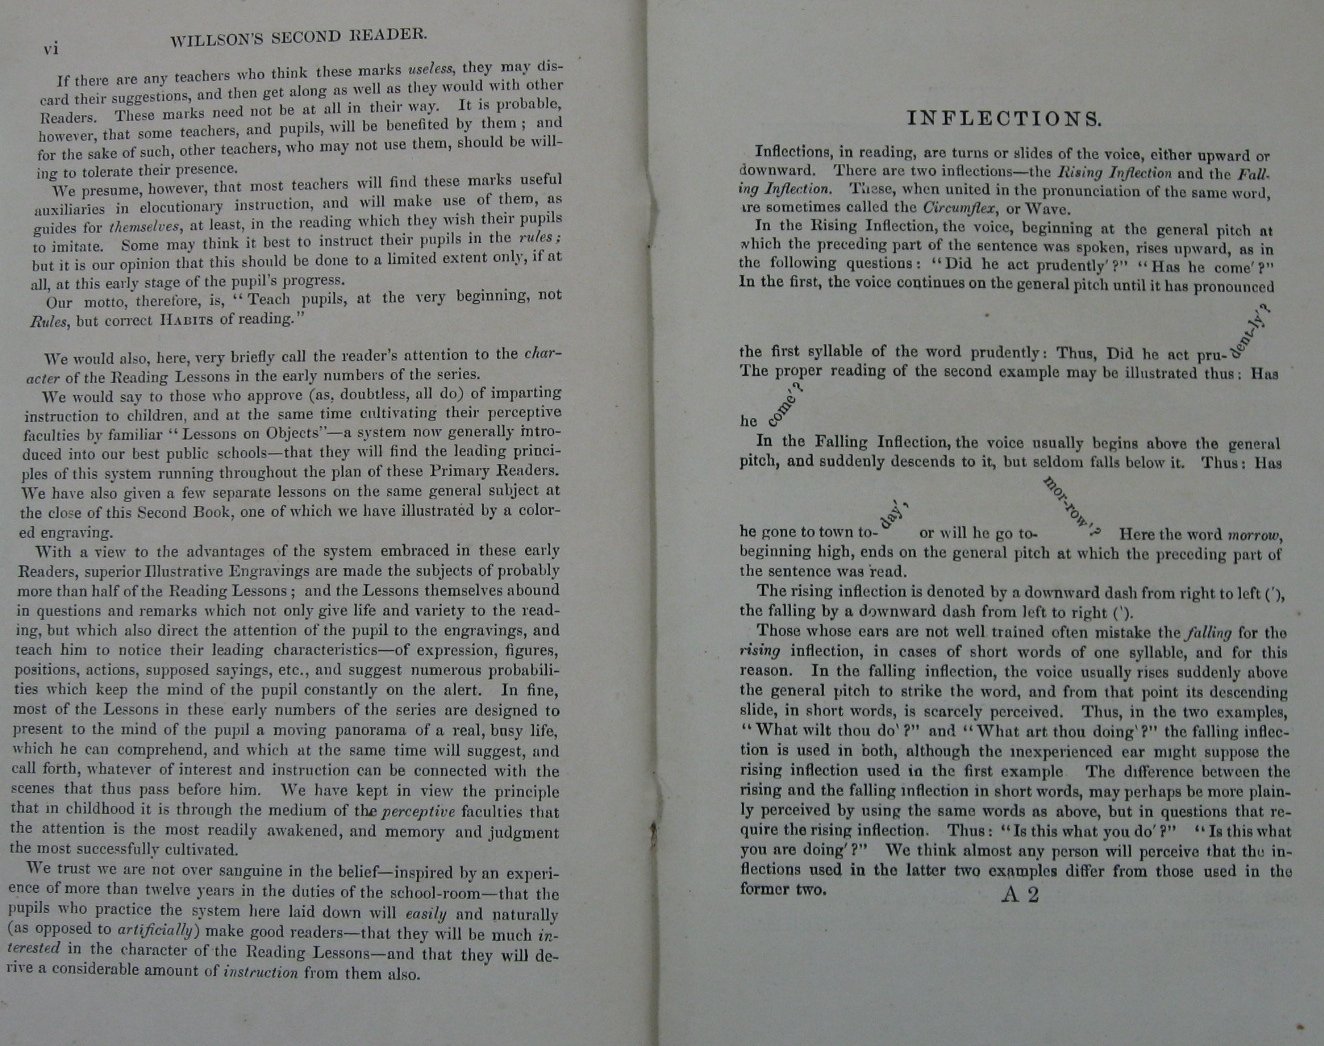 vi
WILLSON'S SECOND READER.
If there are any teachers who think these marks useless, they may dis-
card their suggestions, and then get along as well as they would with other
Readers. These marks need not be at all in their way. It is probable,
however, that some teachers, and pupils, will be benefited by them; and
for the sake of such, other teachers, who may not use them, should be will-
ing to tolerate their presence.
We presume, however, that most teachers will find these marks useful
auxiliaries in elocutionary instruction, and will make use of them, as
guides for themselves, at least, in the reading which they wish their pupils
to imitate. Some may think it best to instruct their pupils in the rules;
but it is our opinion that this should be done to a limited extent only, if at
all, at this early stage of the pupil's progress.
Our motto, therefore, is, "Teach pupils, at the very beginning, not
Rules, but correct HABITS of reading."
We would also, here, very briefly call the reader's attention to the char-
acter of the Reading Lessons in the early numbers of the series.
We would say to those who approve (as, doubtless, all do) of imparting
instruction to children, and at the same time cultivating their perceptive
faculties by familiar "Lessons on Objects"—a system now generally intro-
duced into our best public schools—that they will find the leading princi-
ples of this system running throughout the plan of these Primary Readers.
We have also given a few separate lessons on the same general subject at
the close of this Second Book, one of which we have illustrated by a color-
ed engraving.
With a view to the advantages of the system embraced in these early
Readers, superior Illustrative Engravings are made the subjects of probably
more than half of the Reading Lessons; and the Lessons themselves abound
in questions and remarks which not only give life and variety to the read-
ing, but which also direct the attention of the pupil to the engravings, and
teach him to notice their leading characteristics—of expression, figures,
positions, actions, supposed sayings, etc., and suggest numerous probabili-
ties which keep the mind of the pupil constantly on the alert. In fine,
most of the Lessons in these early numbers of the series are designed to
present to the mind of the pupil a moving panorama of a real, busy life,
which he can comprehend, and which at the same time will suggest, and
call forth, whatever of interest and instruction can be connected with the
scenes that thus pass before him. We have kept in view the principle
that in childhood it is through the medium of the perceptive faculties that
the attention is the most readily awakened, and memory and judgment
the most successfully cultivated.
We trust we are not over sanguine in the belief—inspired by an experi-
ence of more than twelve years in the duties of the school-room—that the
pupils who practice the system here laid down will easily and naturally
(as opposed to artificially) make good readers—that they will be much in-
terested in the character of the Reading Lessons—and that they will de-
rive a considerable amount of instruction from them also.
INFLECTIONS.
Inflections, in reading, are turns or slides of the voice, either upward or
downward. There are two inflections—the Rising Inflection and the Fall-
ing Inflection. These, when united in the pronunciation of the same word,
are sometimes called the Circumflex, or Wave.
In the Rising Inflection, the voice, beginning at the general pitch at
which the preceding part of the sentence was spoken, rises upward, as in
the following questions: "Did he act prudently´?" "Has he come´?"
In the first, the voice continues on the general pitch until it has pronounced
the first syllable of the word prudently: Thus, Did he act pru-dent-ly´?
The proper reading of the second example may be illustrated thus: Has
he come´?
In the Falling Inflection, the voice usually begins above the general
pitch, and suddenly descends to it, but seldom falls below it. Thus: Has
he gone to town to-day´, or will he go to-mor-row`? Here the word morrow,
beginning high, ends on the general pitch at which the preceding part of
the sentence was read.
The rising inflection is denoted by a downward dash from right to left (´),
the falling by a downward dash from left to right (`).
Those whose ears are not well trained often mistake the falling for the
rising inflection, in cases of short words of one syllable, and for this
reason. In the falling inflection, the voice usually rises suddenly above
the general pitch to strike the word, and from that point its descending
slide, in short words, is scarcely perceived. Thus, in the two examples,
"What wilt thou do`?" and "What art thou doing`?" the falling inflec-
tion is used in both, although the inexperienced ear might suppose the
rising inflection used in the first example The difference between the
rising and the falling inflection in short words, may perhaps be more plain-
ly perceived by using the same words as above, but in questions that re-
quire the rising inflection. Thus: "Is this what you do´?" "Is this what
you are doing´?" We think almost any person will perceive that the in-
flections used in the latter two examples differ from those used in the
former two.
A 2